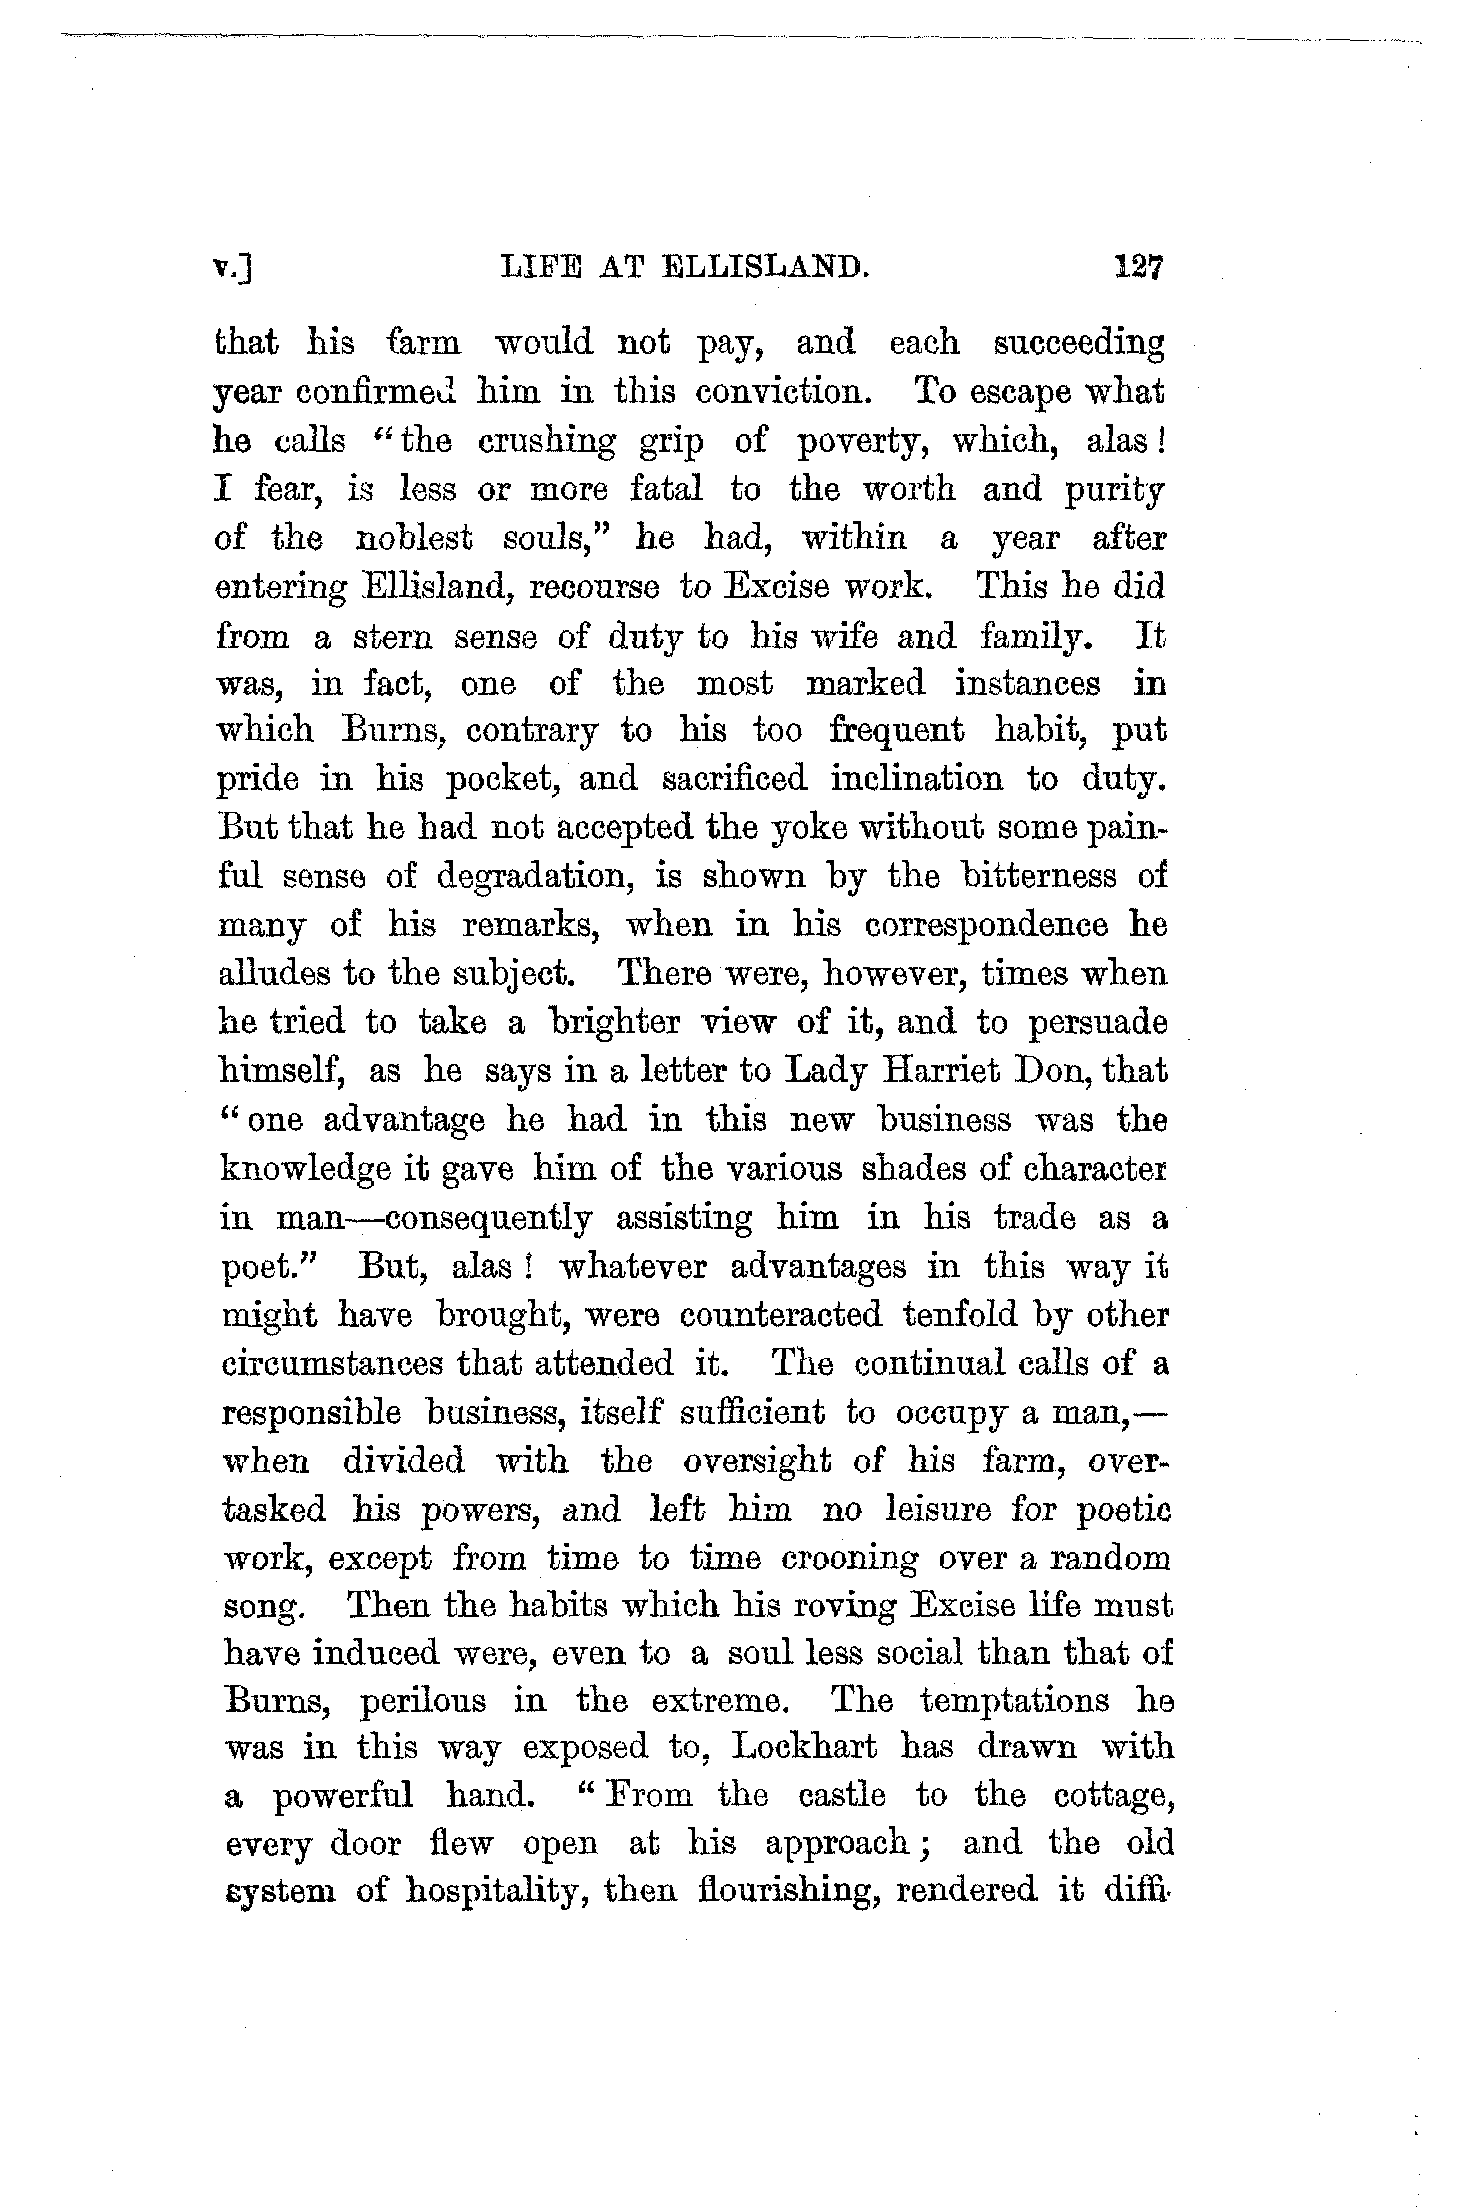 v.] LIFE AT ELLISLAND. 127
that his farm would not pay, and each succeeding
year confirmed him in this conviction. To escape what
he calls "the crushing grip of poverty, which, alas!
I fear, is less or more fatal to the worth and purity
of the noblest souls," he had, within a year after
entering Ellisland, recourse to Excise work. This he did
from a stern sense of duty to his wife and family. It
was, in fact, one of the most marked instances in
which Burns, contrary to his too frequent habit, put
pride in his pocket, and sacrificed inclination to duty.
But that he had not accepted the yoke without some pain-
ful sense of degradation, is shown by the bitterness of
many of his remarks, when in his correspondence he
alludes to the subject. There were, however, times when
he tried to take a brighter view of it, and to persuade
himself, as he says in a letter to Lady Harriet Don, that
"one advantage he had in this new business was the
knowledge it gave him of the various shades of character
in man—consequently assisting him in his trade as a
poet." But, alas! whatever advantages in this way it
might have brought, were counteracted tenfold by other
circumstances that attended it. The continual calls of a
responsible business, itself sufficient to occupy a man,—
when divided with the oversight of his farm, over-
tasked his powers, and left him no leisure for poetic
work, except from time to time crooning over a random
song. Then the habits which his roving Excise life must
have induced were, even to a soul less social than that of
Burns, perilous in the extreme. The temptations he
was in this way exposed to, Lockhart has drawn with
a powerful hand. "From the castle to the cottage,
every door flew open at his approach; and the old
system of hospitality, then flourishing, rendered it diffi-